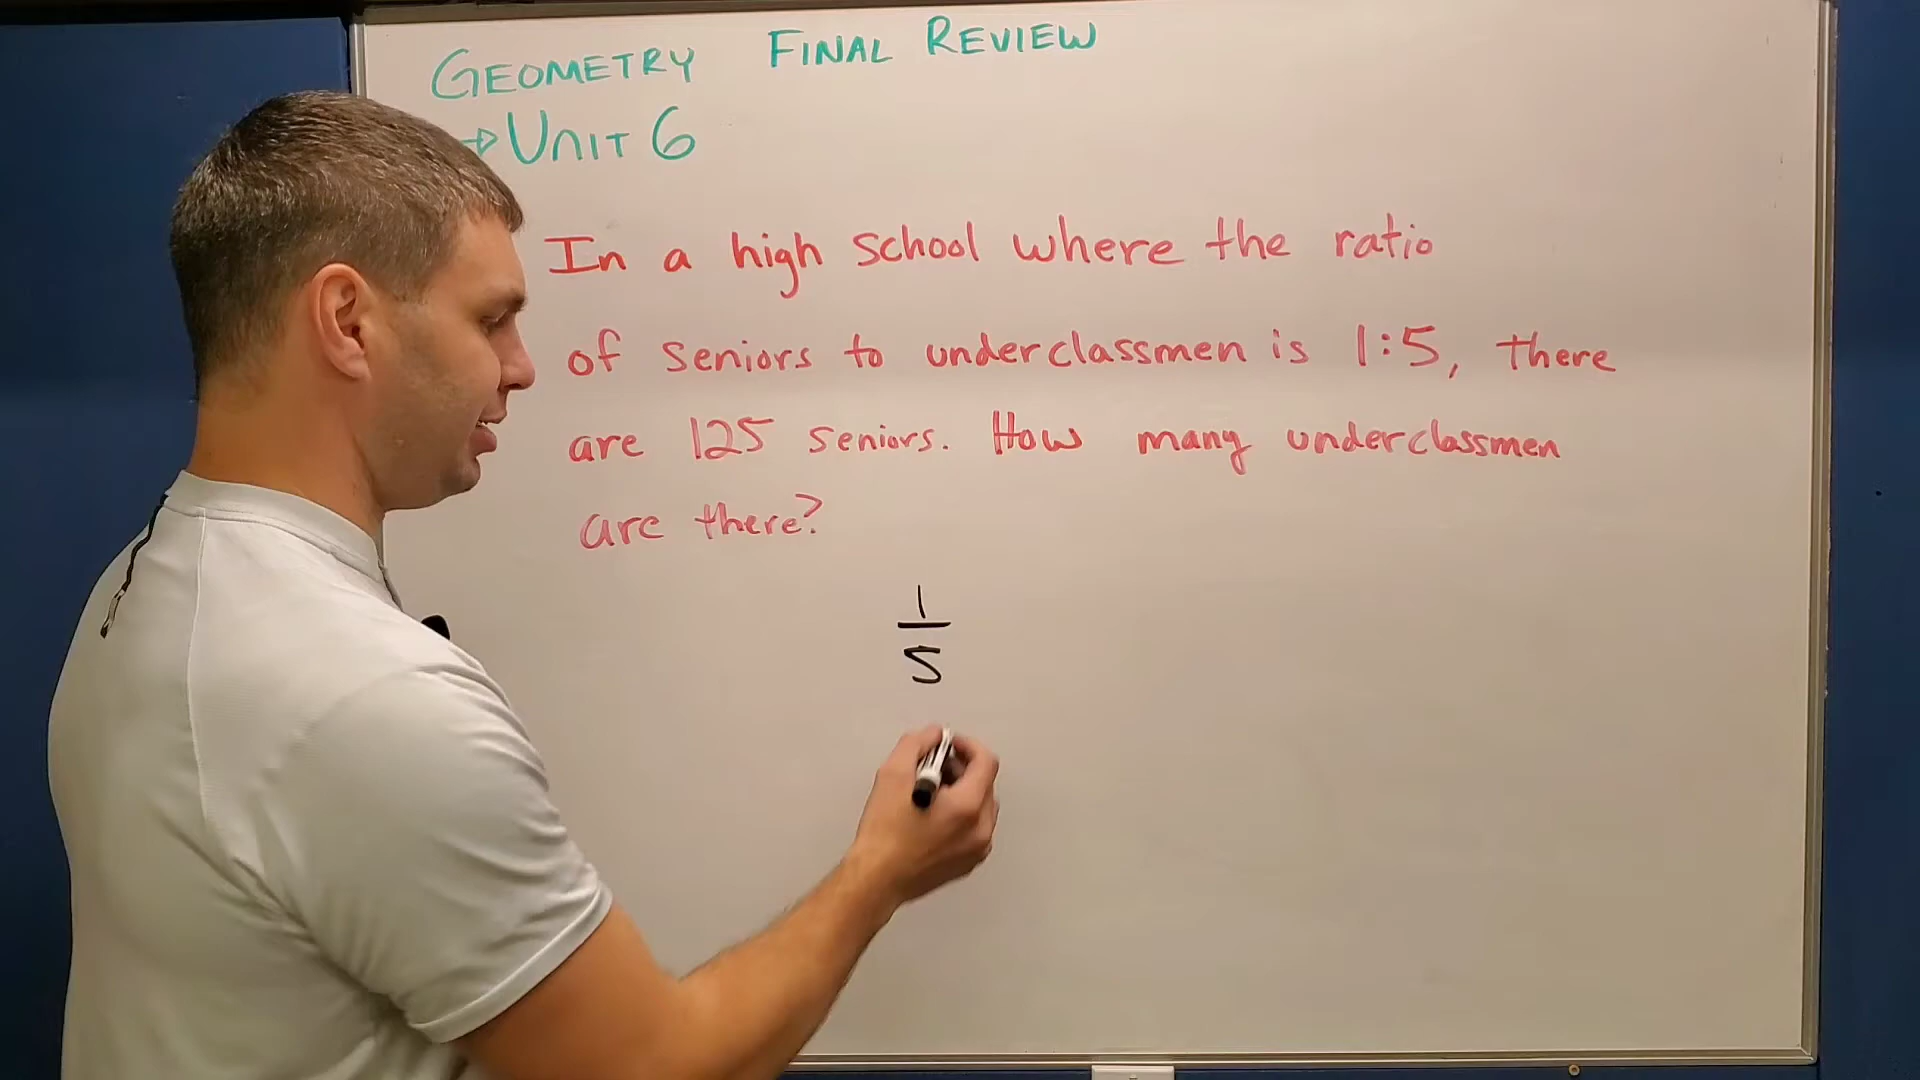 GEOMETRY FINAL REVIEW
→ UNIT 6
In a high school where the ratio
of seniors to underclassmen is 1:5, there
are 125 seniors. How many underclassmen
are there?
1
5